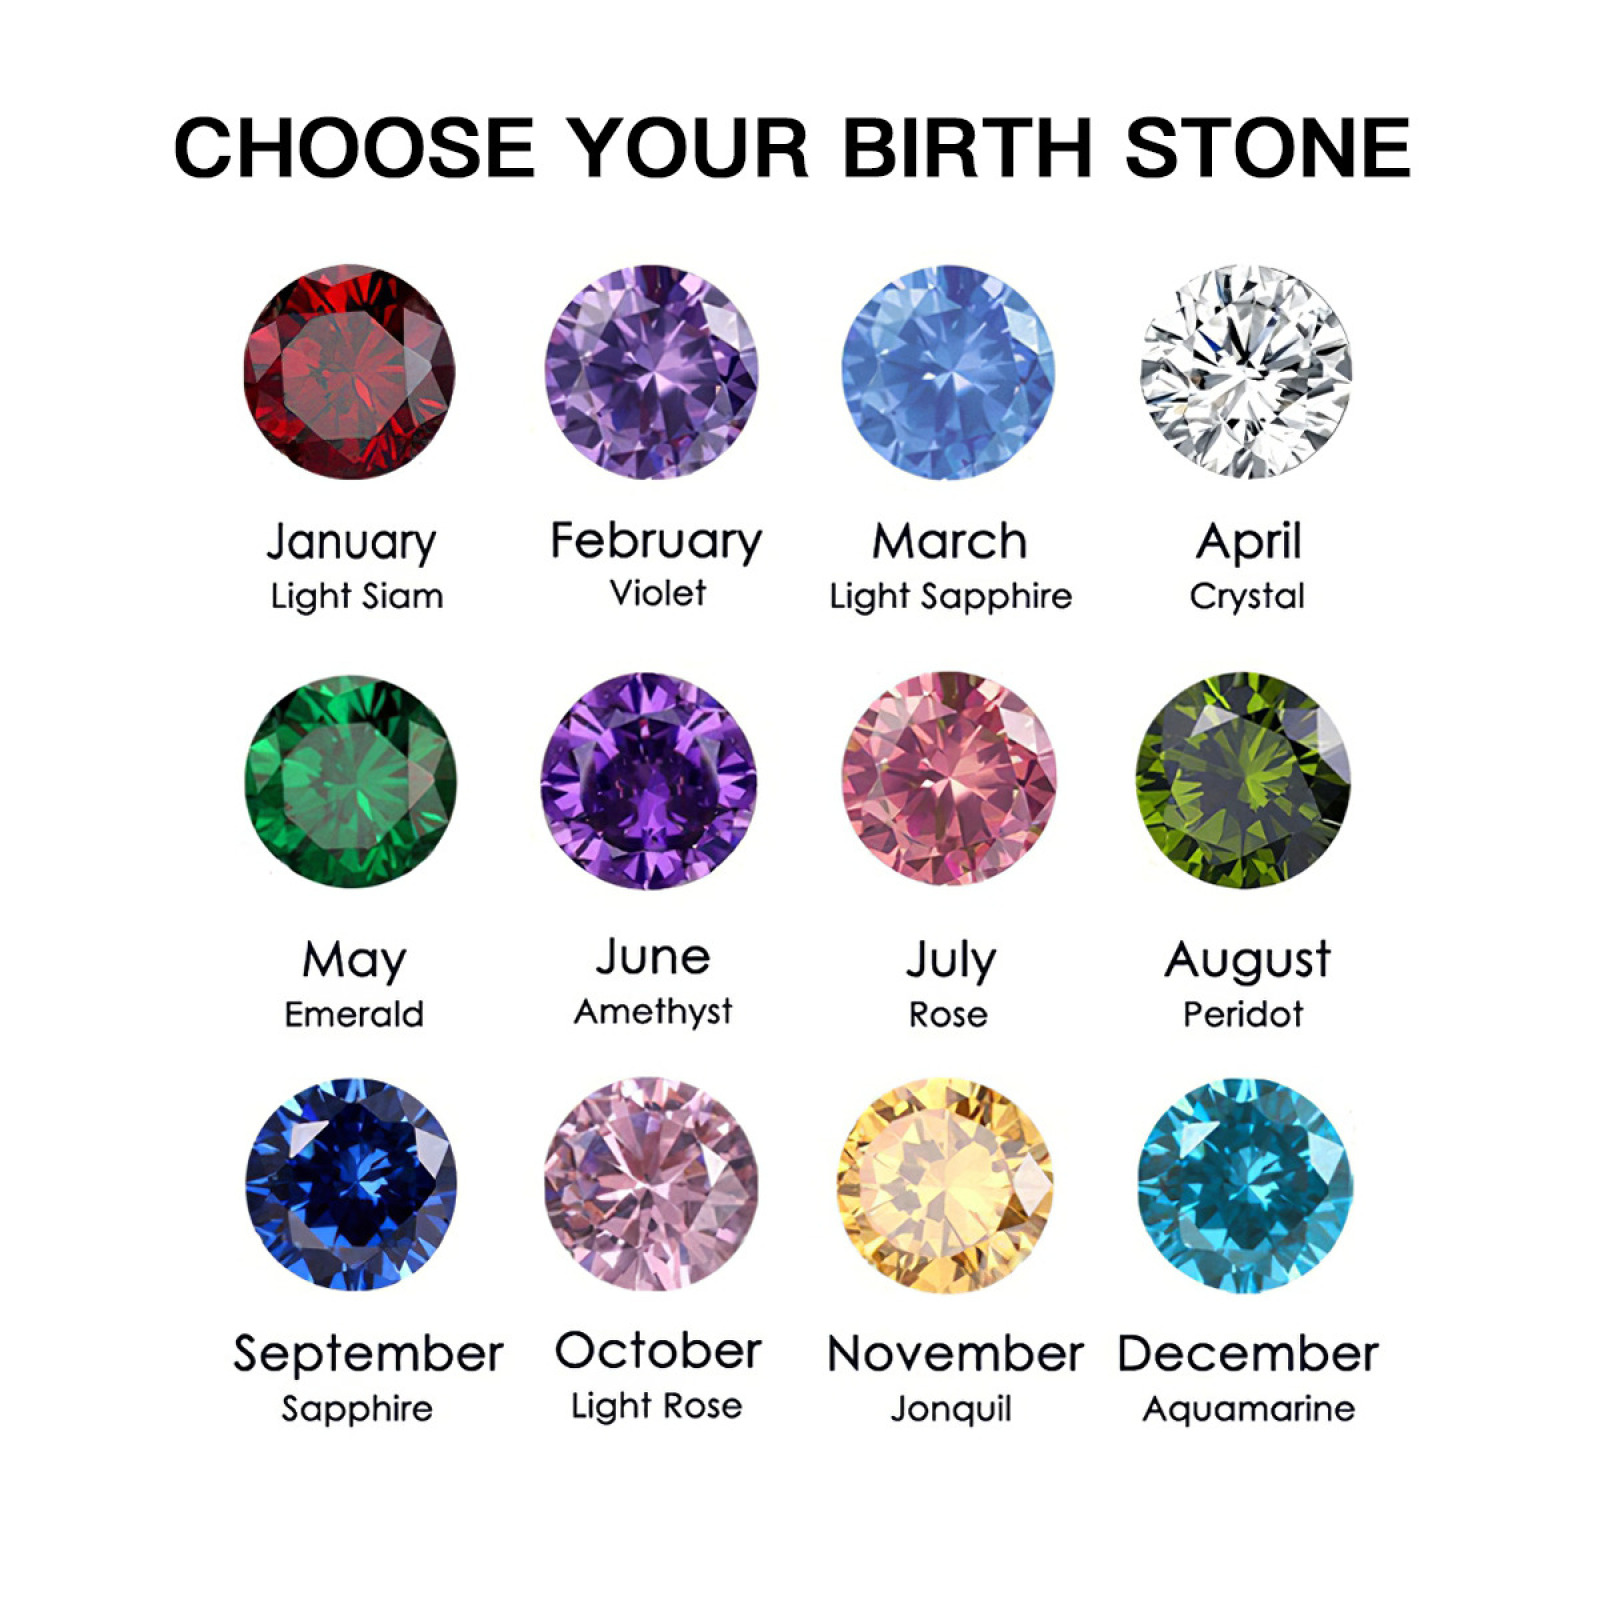 CHOOSE YOUR BIRTH STONE
January
Light Siam
February
Violet
March
Light Sapphire
April
Crystal
May
Emerald
June
Amethyst
July
Rose
August
Peridot
September
Sapphire
October
Light Rose
November
Jonquil
December
Aquamarine